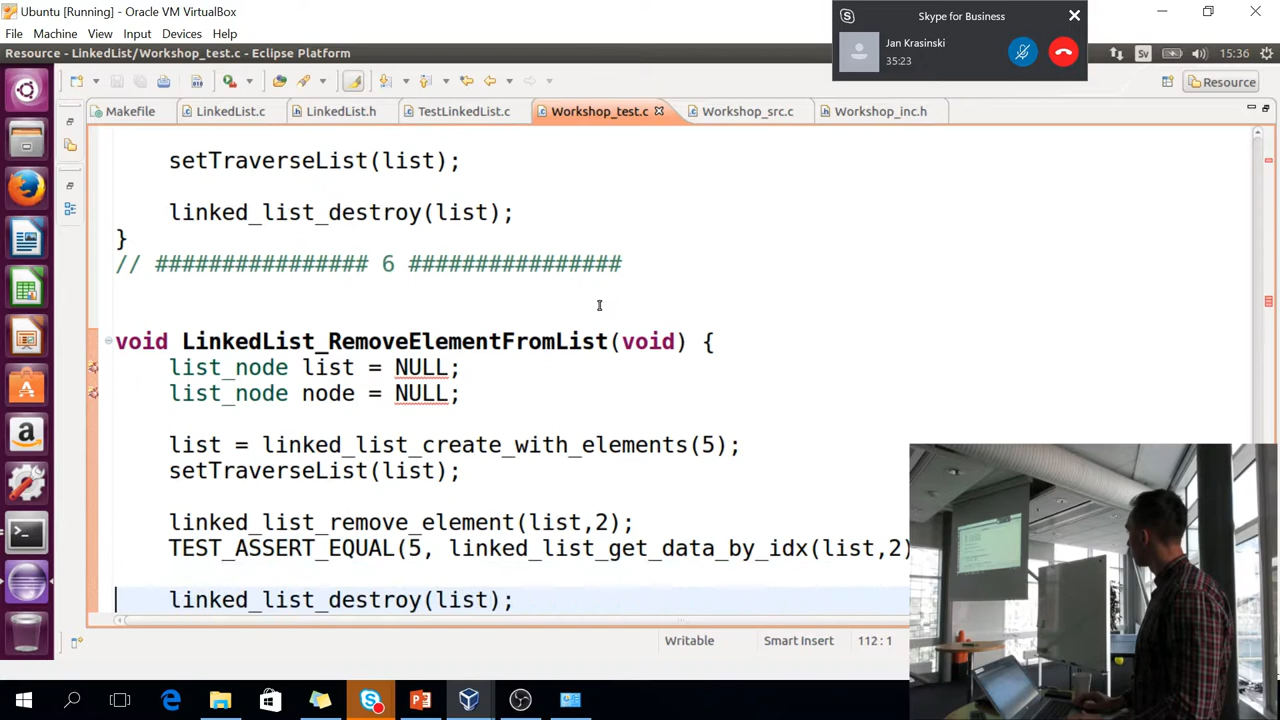 Ubuntu [Running] - Oracle VM VirtualBox
File Machine View Input Devices Help
Skype for Business
Jan Krasinski
35:23
Resource - LinkedList/Workshop_test.c - Eclipse Platform
Sv
15:36
Resource
Makefile
LinkedList.c
LinkedList.h
TestLinkedList.c
Workshop_test.c
Workshop_src.c
Workshop_inc.h
setTraverseList(list);
linked_list_destroy(list);
}
// ################ 6 ################
void LinkedList_RemoveElementFromList(void) {
list_node list = NULL;
list_node node = NULL;
list = linked_list_create_with_elements(5);
setTraverseList(list);
linked_list_remove_element(list,2);
TEST_ASSERT_EQUAL(5, linked_list_get_data_by_idx(list,2)
linked_list_destroy(list);
Writable
Smart Insert
112 : 1